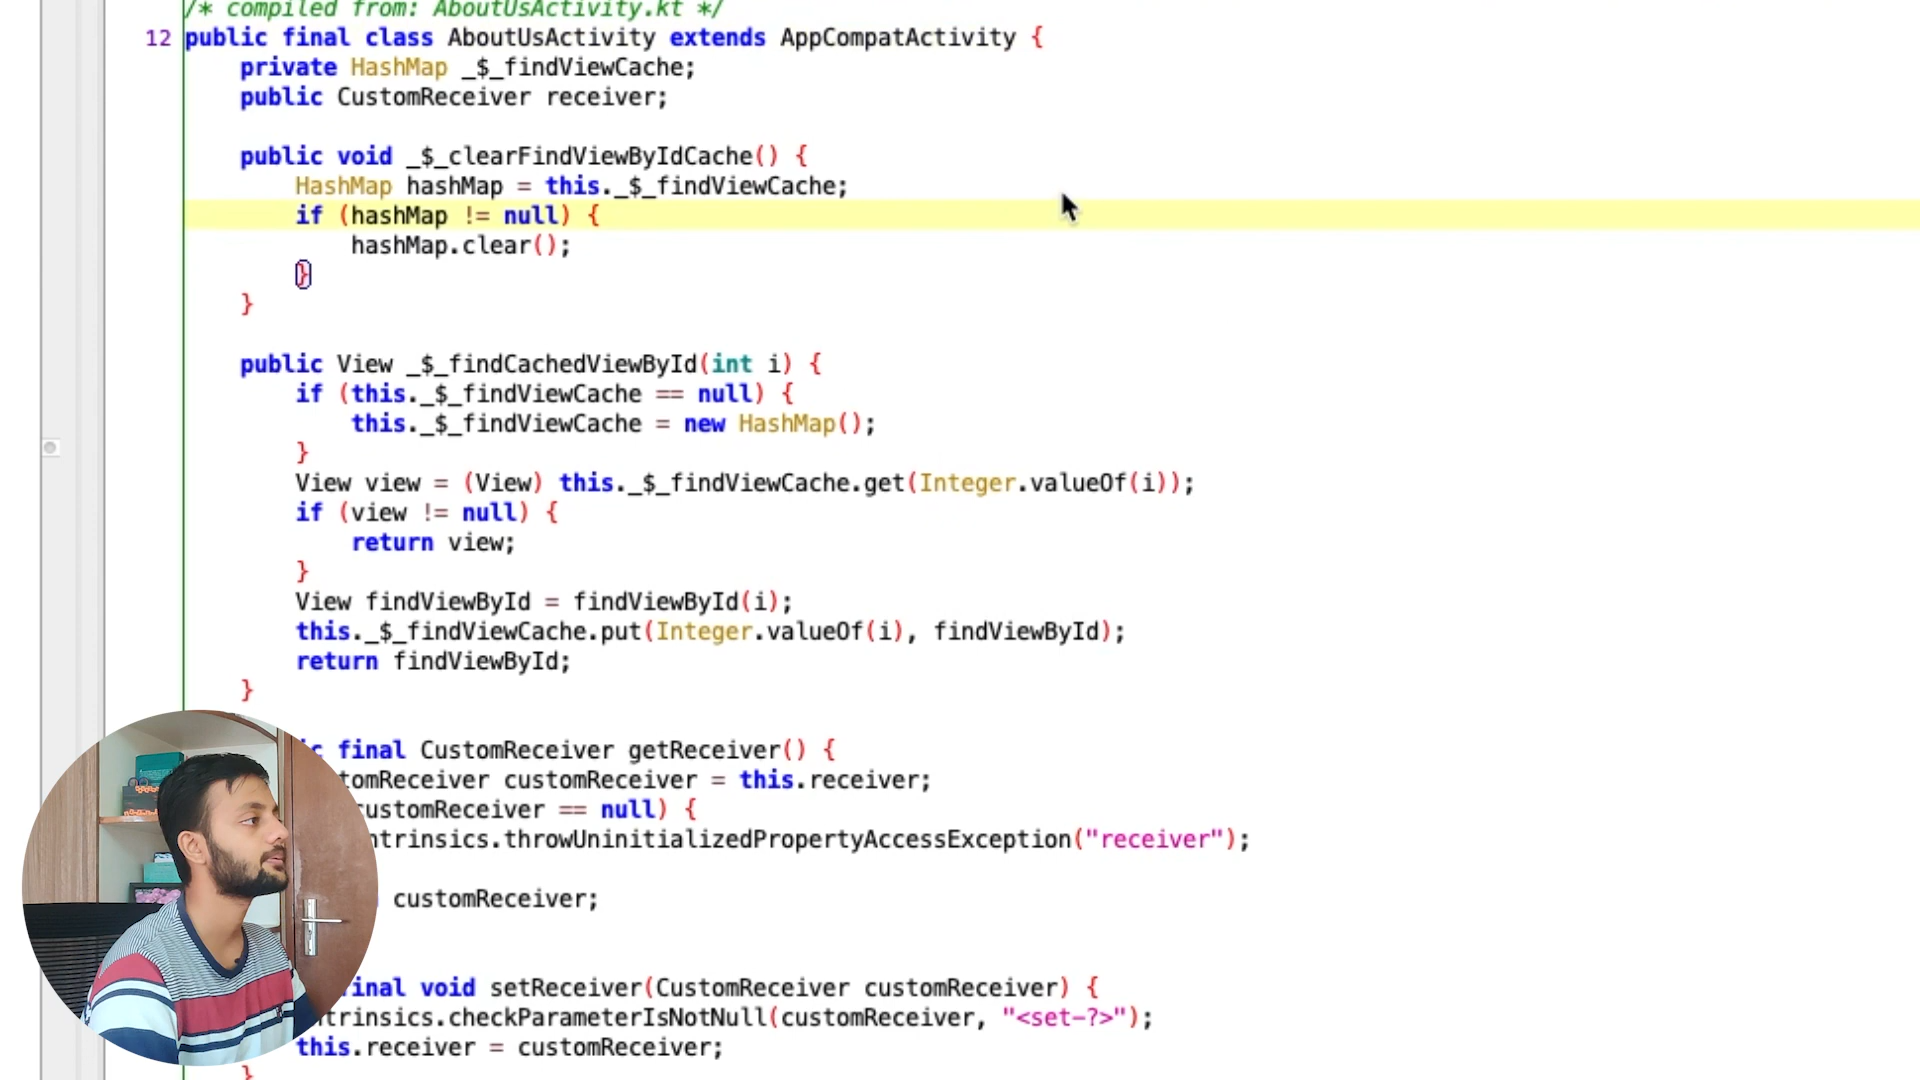 /* compiled from: AboutUsActivity.kt */
12 public final class AboutUsActivity extends AppCompatActivity {
private HashMap _$_findViewCache;
public CustomReceiver receiver;
public void _$_clearFindViewByIdCache() {
HashMap hashMap = this._$_findViewCache;
if (hashMap != null) {
hashMap.clear();
}
}
public View _$_findCachedViewById(int i) {
if (this._$_findViewCache == null) {
this._$_findViewCache = new HashMap();
}
View view = (View) this._$_findViewCache.get(Integer.valueOf(i));
if (view != null) {
return view;
}
View findViewById = findViewById(i);
this._$_findViewCache.put(Integer.valueOf(i), findViewById);
return findViewById;
}
c final CustomReceiver getReceiver() {
tomReceiver customReceiver = this.receiver;
customReceiver == null) {
ntrinsics.throwUninitializedPropertyAccessException("receiver");
customReceiver;
final void setReceiver(CustomReceiver customReceiver) {
ntrinsics.checkParameterIsNotNull(customReceiver, "<set-?>");
this.receiver = customReceiver;
}